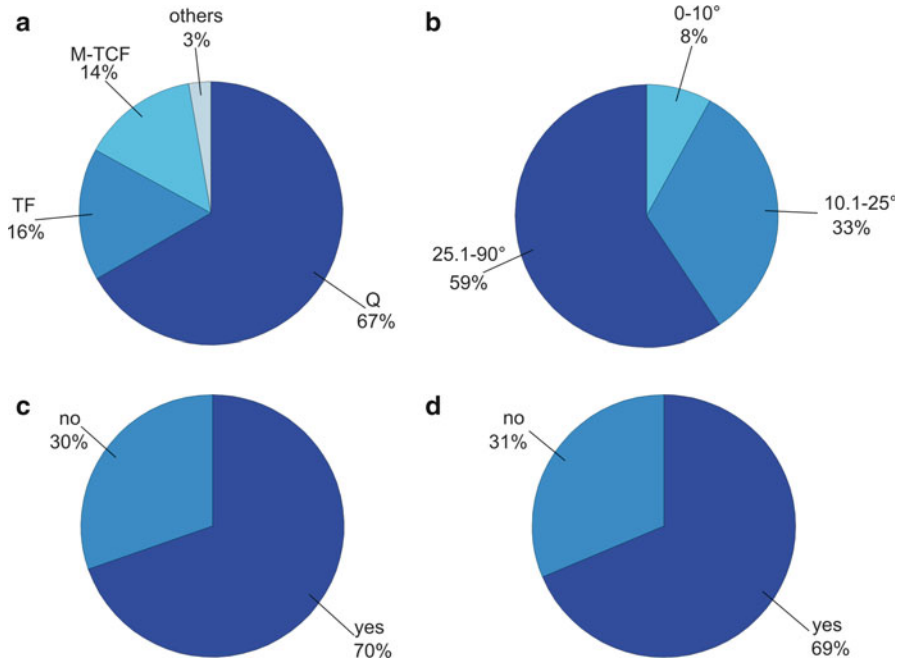 a
others
3%
M-TCF
14%
TF
16%
Q
67%
b
0-10°
8%
10.1-25°
33%
25.1-90°
59%
c
no
30%
yes
70%
d
no
31%
yes
69%